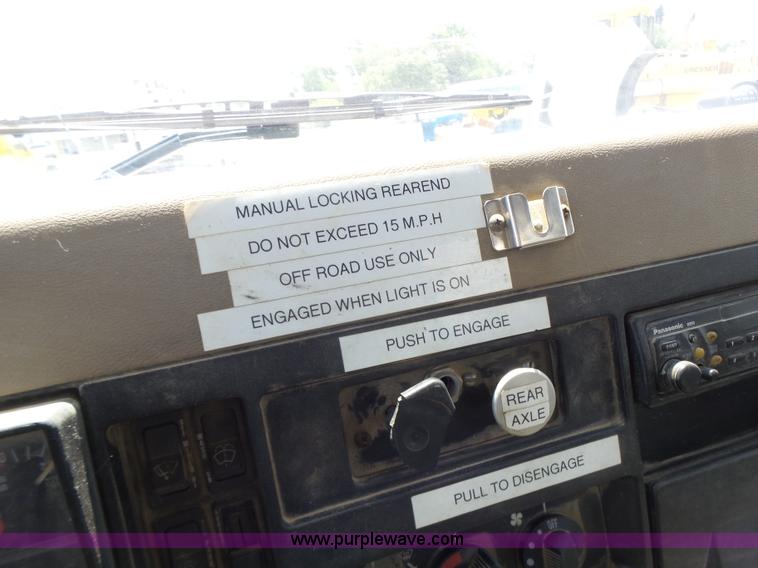 MANUAL LOCKING REAREND
DO NOT EXCEED 15 M.P.H
OFF ROAD USE ONLY
ENGAGED WHEN LIGHT IS ON
PUSH TO ENGAGE
Panasonic
REAR
AXLE
PULL TO DISENGAGE
OFF
www.purplewave.com